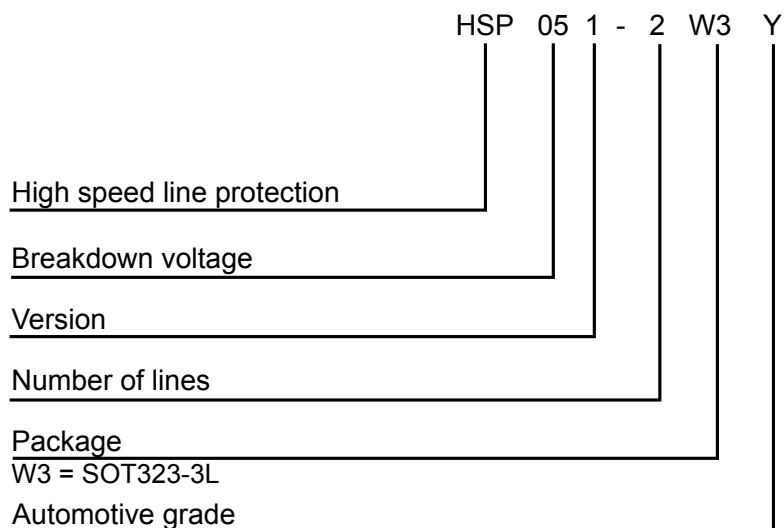 HSP 05 1 - 2 W3 Y
High speed line protection
Breakdown voltage
Version
Number of lines
Package
W3 = SOT323-3L
Automotive grade